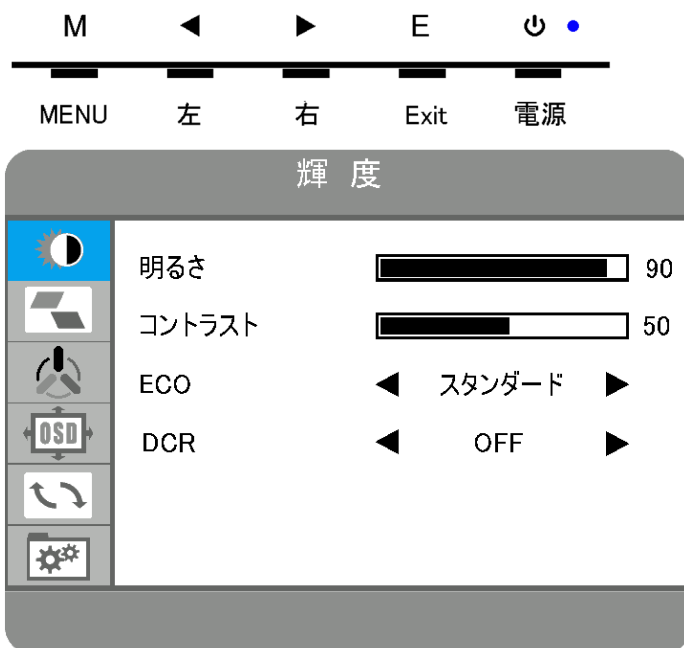 M ◀ ▶ E ⏻
MENU 左 右 Exit 電源
輝 度
明るさ 90
コントラスト 50
ECO ◀ スタンダード ▶
DCR ◀ OFF ▶
OSD